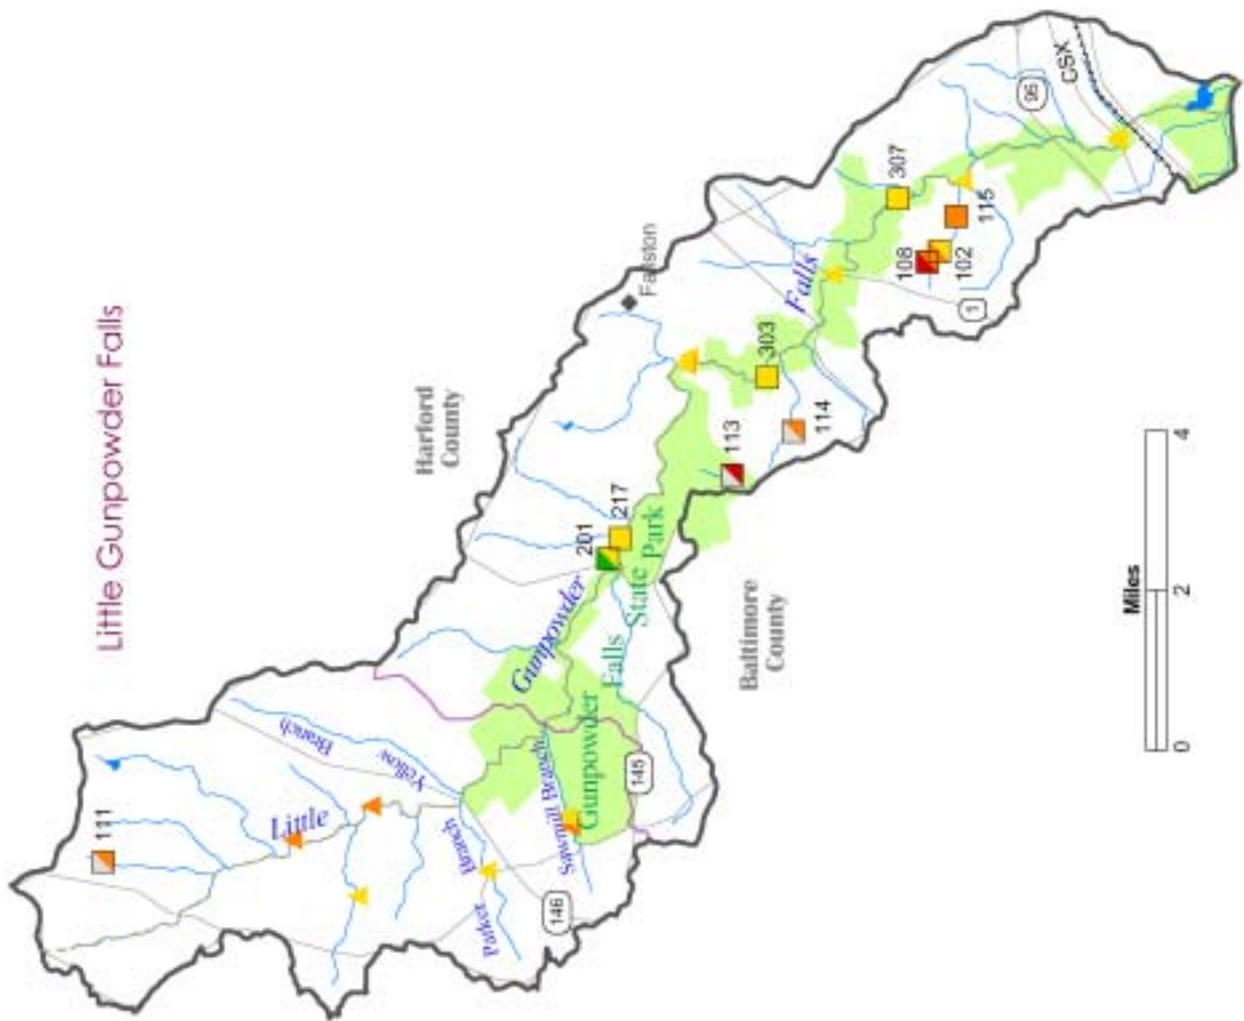 Little Gunpowder Falls
Harford
County
Baltimore
County
Fallston
CSX
95
307
115
108
102
1
Falls
303
114
113
217
201
Gunpowder
Gunpowder
Falls
State
Park
145
Sawmill Branch
Yellow
Branch
Little
111
Parker
Branch
146
Miles
0
2
4